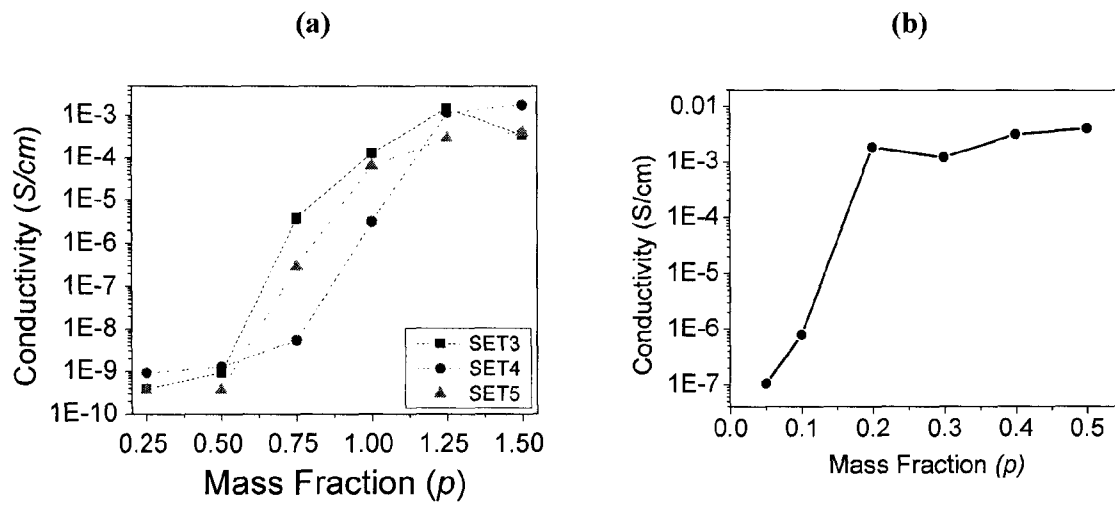 (a)
(b)
Conductivity (S/cm)
1E-3
1E-4
1E-5
1E-6
1E-7
1E-8
1E-9
1E-10
0.25 0.50 0.75 1.00 1.25 1.50
Mass Fraction (p)
SET3
SET4
SET5
Conductivity (S/cm)
0.01
1E-3
1E-4
1E-5
1E-6
1E-7
0.0 0.1 0.2 0.3 0.4 0.5
Mass Fraction (p)